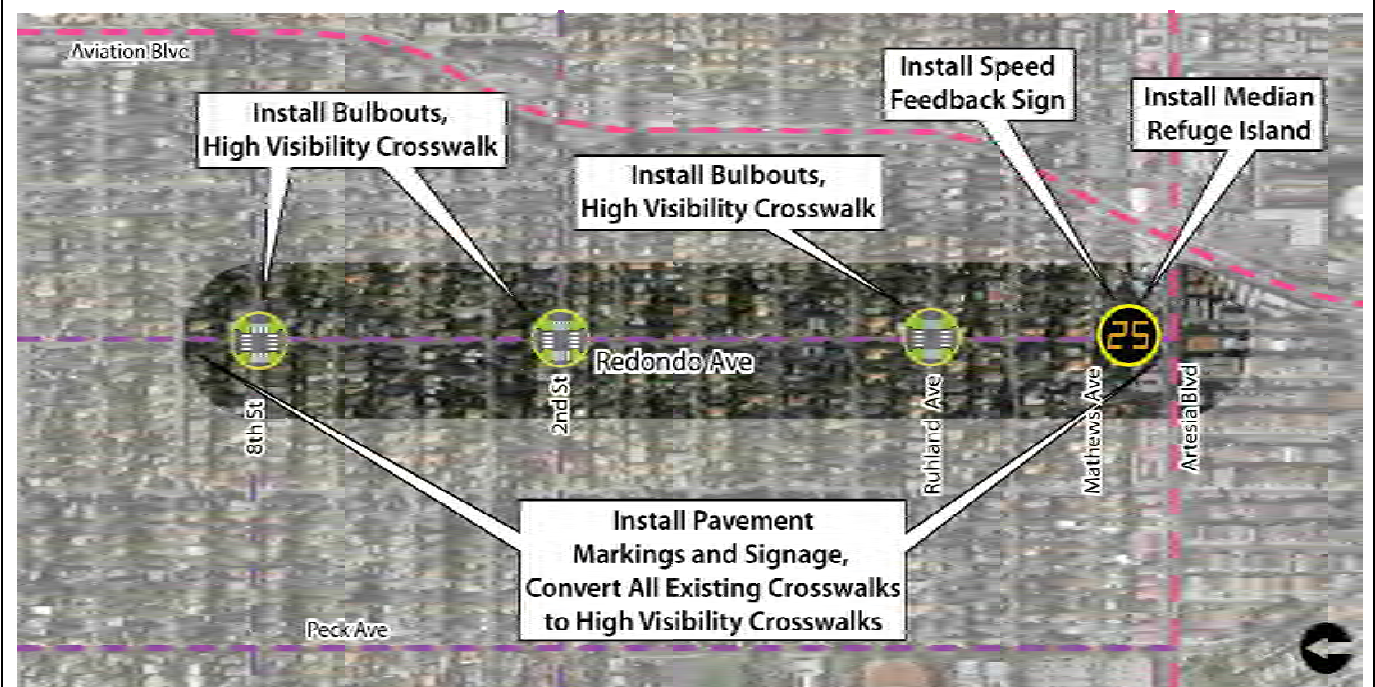 Aviation Blvd
Install Bulbouts,
High Visibility Crosswalk
Install Speed
Feedback Sign
Install Median
Refuge Island
Install Bulbouts,
High Visibility Crosswalk
25
Redondo Ave
8th St
2nd St
Ruhland Ave
Mathews Ave
Artesia Blvd
Install Pavement
Markings and Signage,
Convert All Existing Crosswalks
to High Visibility Crosswalks
Peck Ave